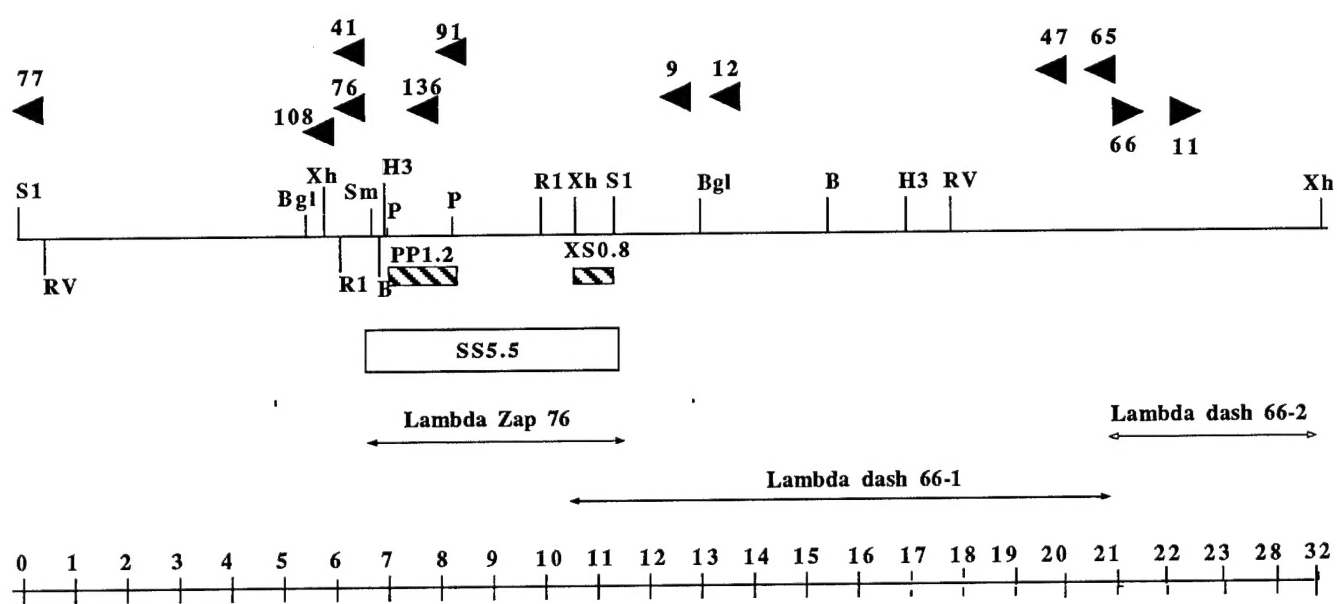 41 91 47 65
77 76 136 9 12
108 66 11
S1 Bgl Xh Sm H3 P P R1 Xh S1 Bgl B H3 RV Xh
RV R1 B PP1.2 XS0.8
SS5.5
Lambda Zap 76 Lambda dash 66-2
Lambda dash 66-1
0 1 2 3 4 5 6 7 8 9 10 11 12 13 14 15 16 17 18 19 20 21 22 23 28 32